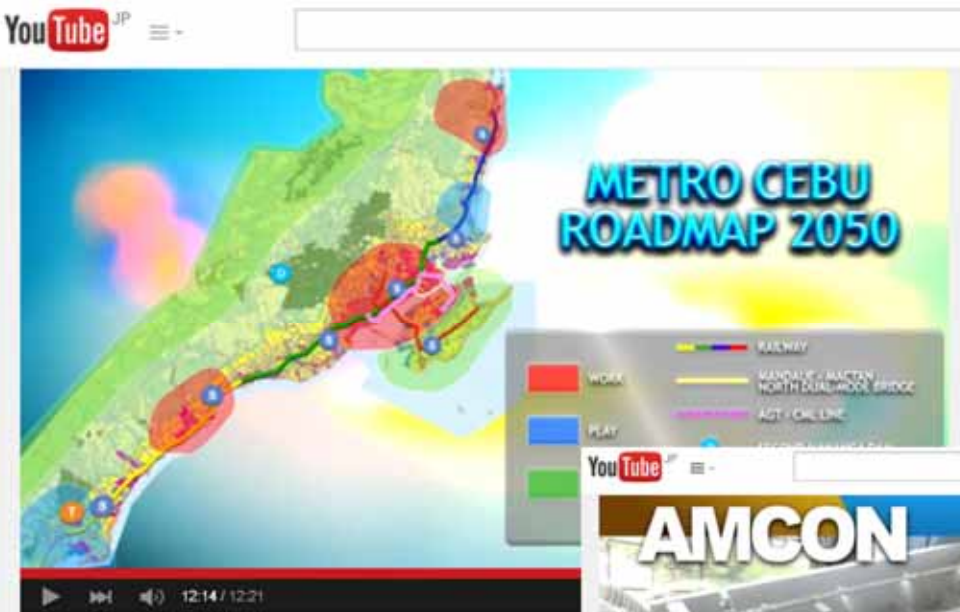 YouTube JP
METRO CEBU
ROADMAP 2050
RAILWAY
WORK
MANDAUE - MACTAN
NORTH DUAL-MODE BRIDGE
PLAY
AGT - CML LINE
S
S
D
S
S
S
S
T
S
12:14 / 12:21
YouTube JP
AMCON